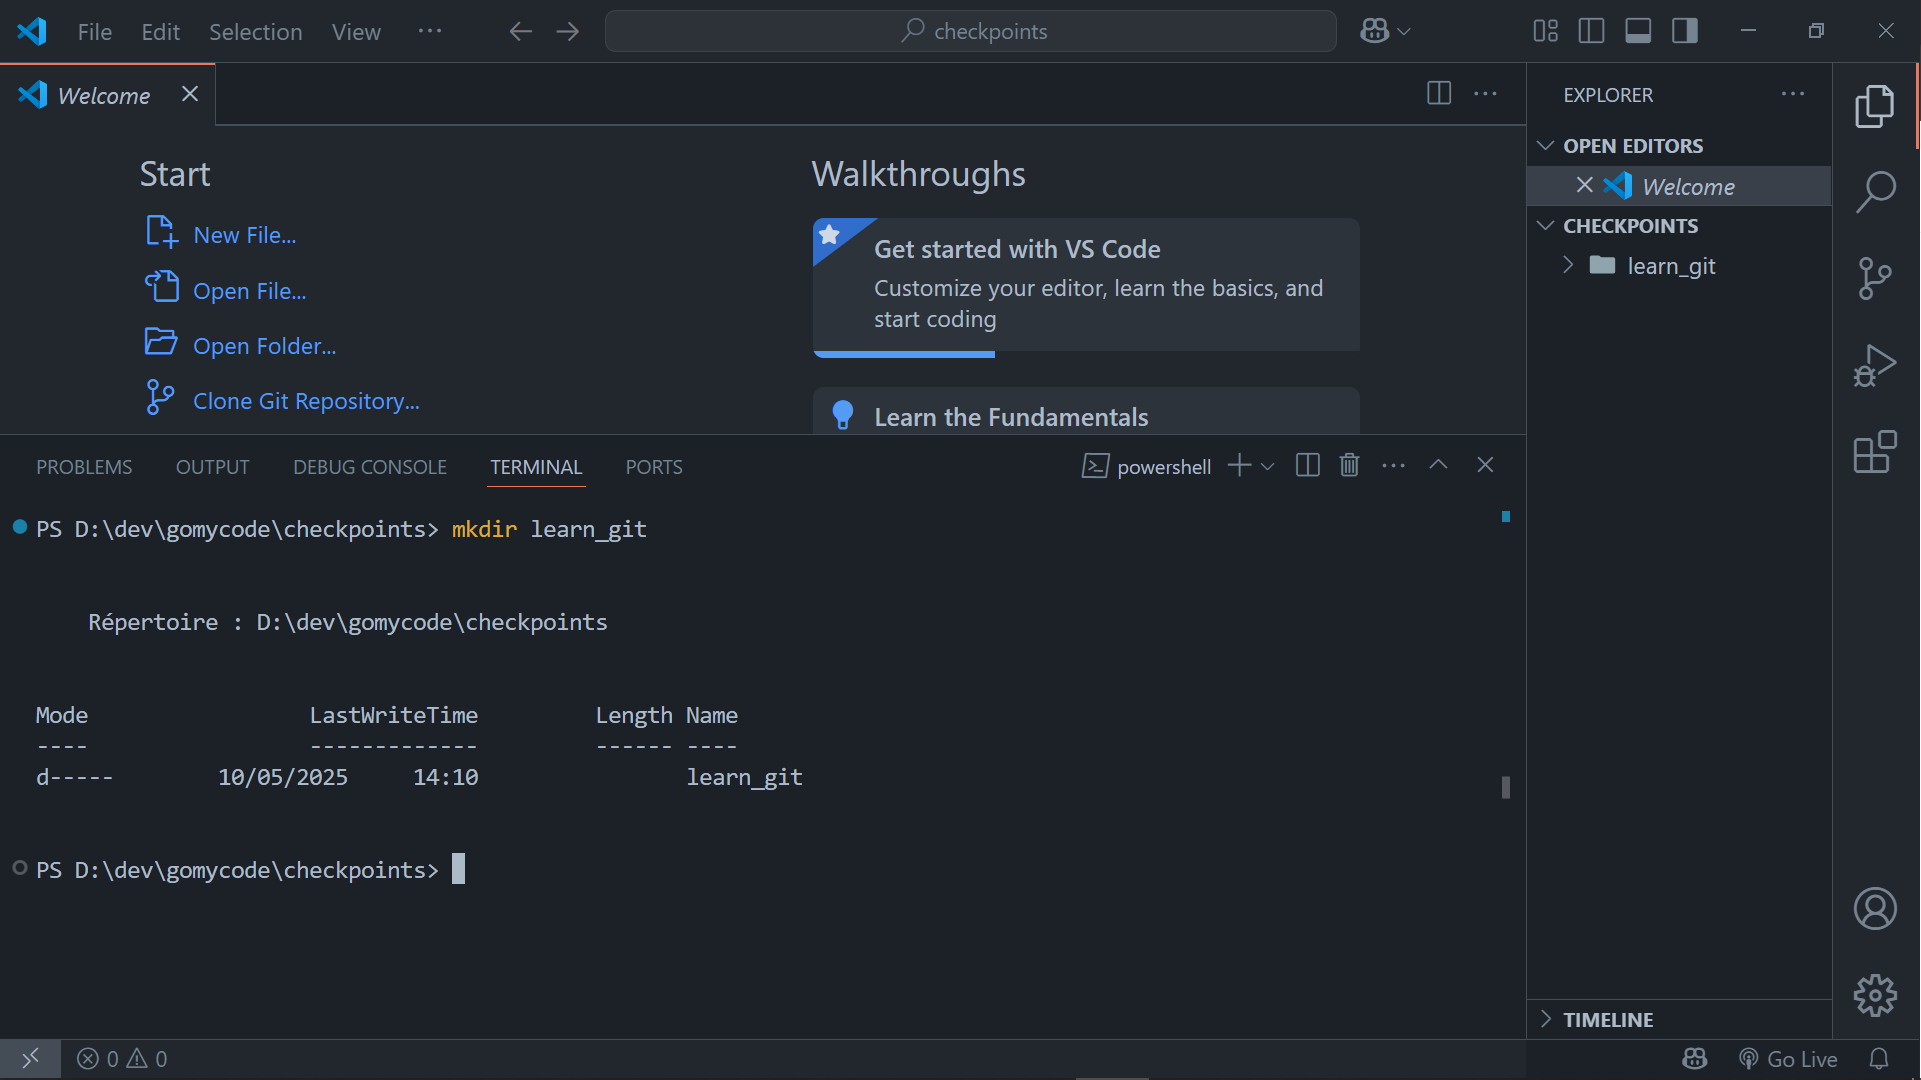 File Edit Selection View
checkpoints
Welcome
Start
New File...
Open File...
Open Folder...
Clone Git Repository...
Walkthroughs
Get started with VS Code
Customize your editor, learn the basics, and
start coding
Learn the Fundamentals
EXPLORER
OPEN EDITORS
Welcome
CHECKPOINTS
learn_git
PROBLEMS OUTPUT DEBUG CONSOLE TERMINAL PORTS
powershell
PS D:\dev\gomycode\checkpoints> mkdir learn_git
Répertoire : D:\dev\gomycode\checkpoints
Mode LastWriteTime Length Name
---- ------------- ------ ----
d----- 10/05/2025 14:10 learn_git
PS D:\dev\gomycode\checkpoints>
TIMELINE
0 0
Go Live